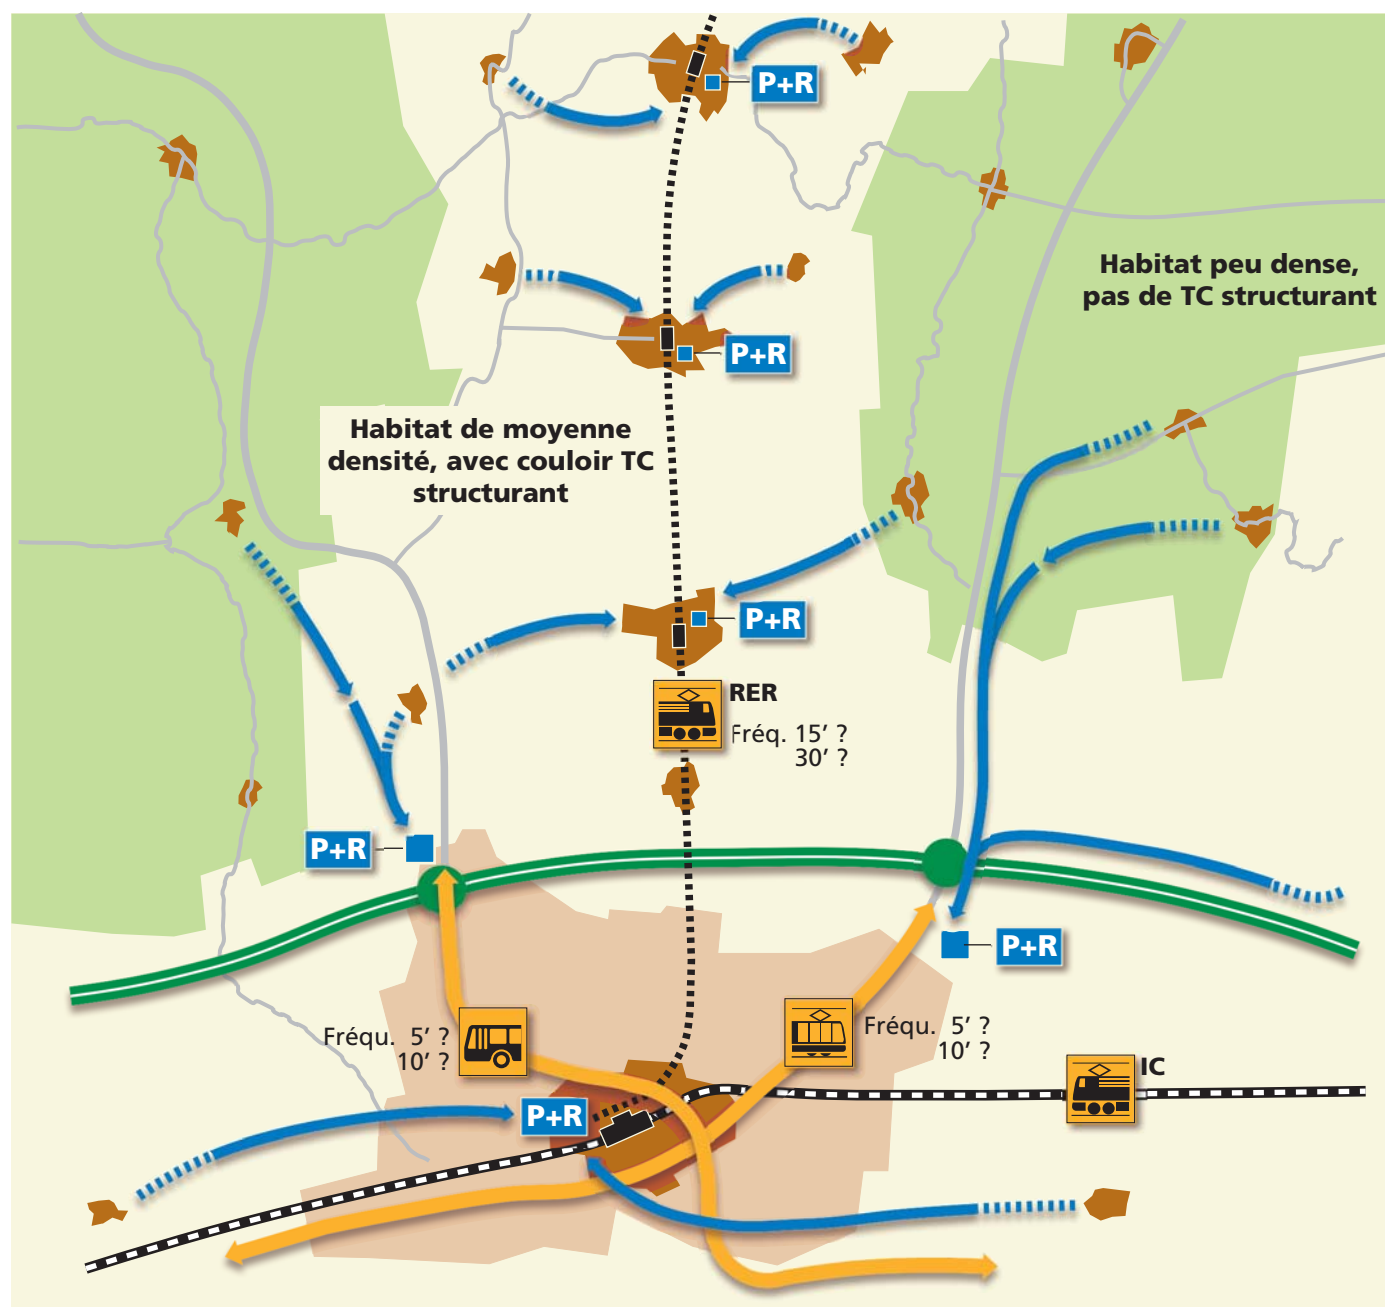 P+R
Habitat peu dense,
pas de TC structurant
P+R
Habitat de moyenne
densité, avec couloir TC
structurant
P+R
RER
Fréq. 15’ ?
30’ ?
P+R
P+R
Fréqu. 5’ ?
10’ ?
Fréqu. 5’ ?
10’ ?
IC
P+R